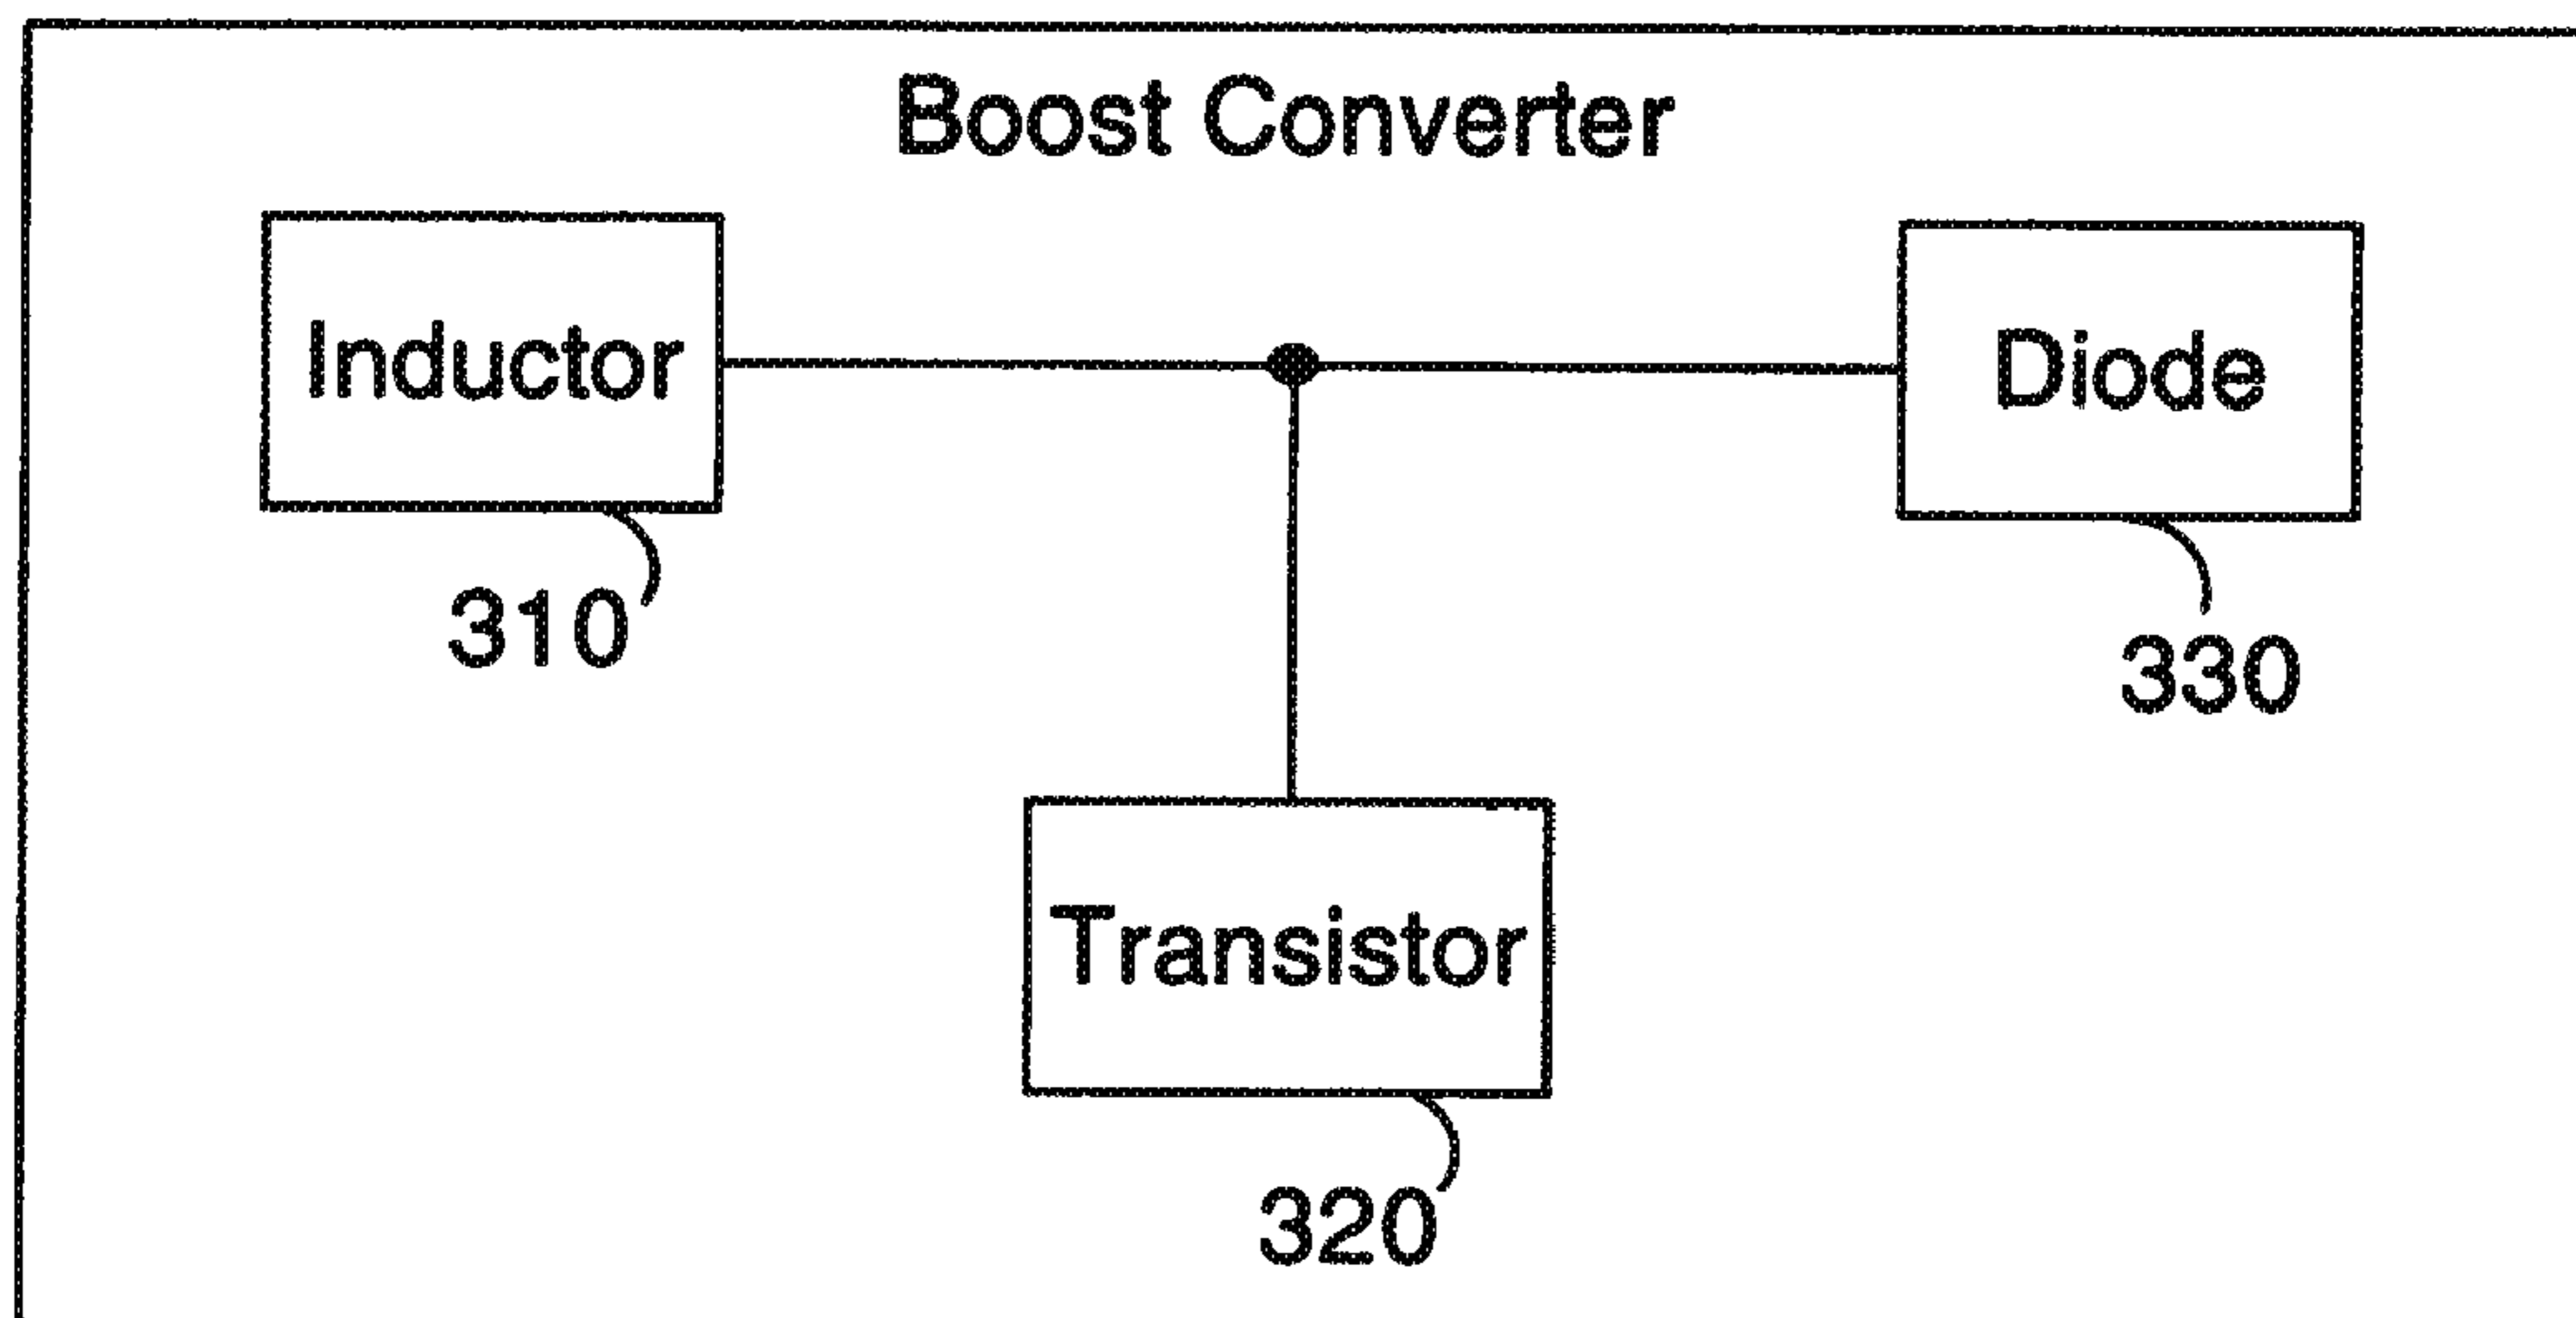 Boost Converter
Inductor
Diode
310
330
Transistor
320